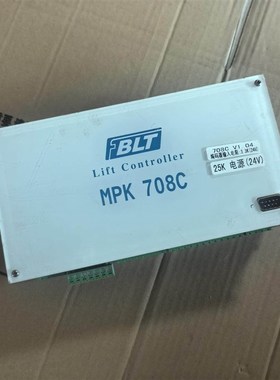 BLT
Lift Controller
MPK 708C
708C V1.04
25K 电源(24V)